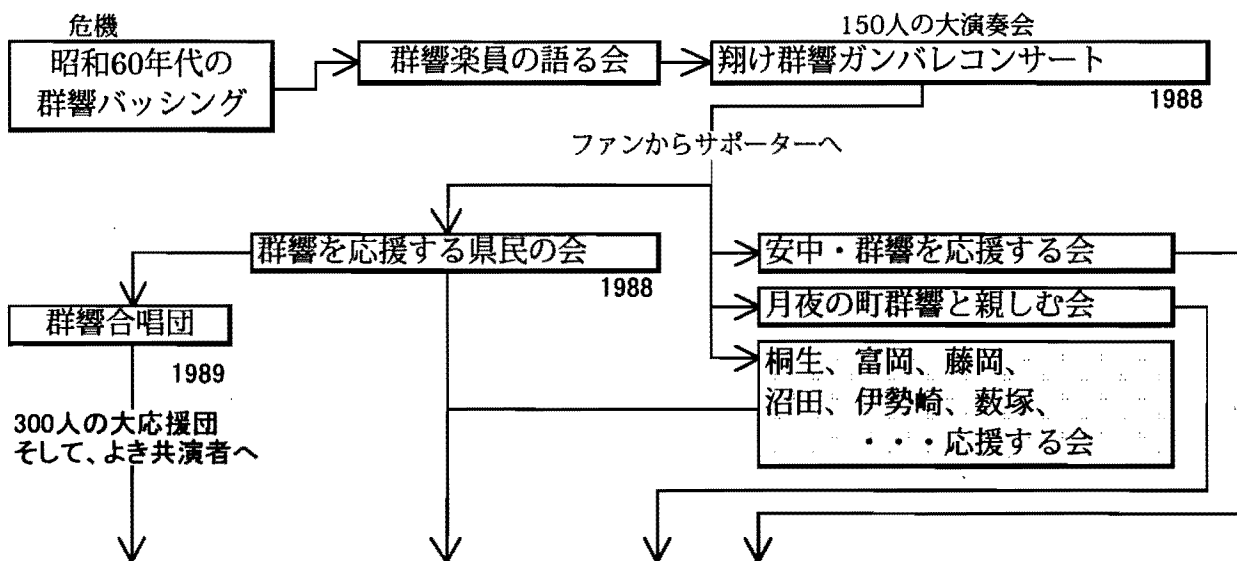 危機
昭和60年代の
群響バッシング
群響楽員の語る会
150人の大演奏会
翔け群響ガンバレコンサート
1988
ファンからサポーターへ
群響を応援する県民の会
1988
安中・群響を応援する会
月夜の町群響と親しむ会
群響合唱団
1989
桐生、富岡、藤岡、
沼田、伊勢崎、薮塚、
・・・応援する会
300人の大応援団
そして、よき共演者へ